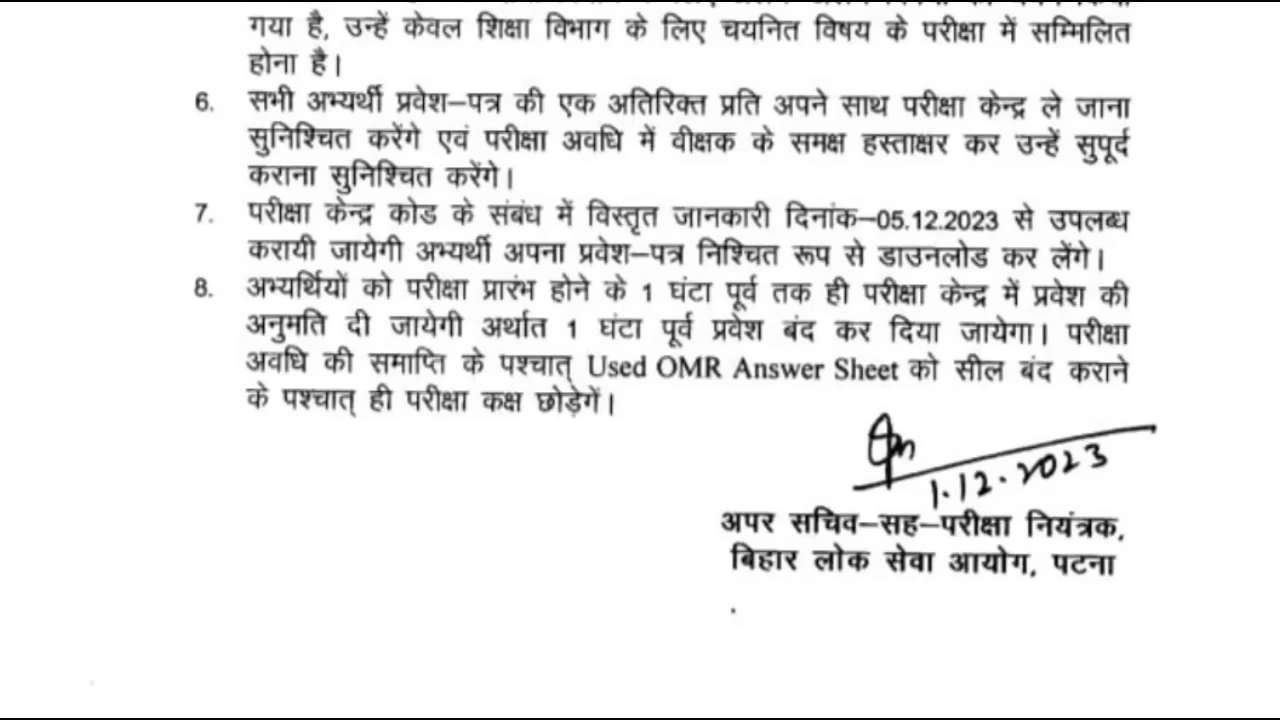 गया है, उन्हें केवल शिक्षा विभाग के लिए चयनित विषय के परीक्षा में सम्मिलित
होना है।
6. सभी अभ्यर्थी प्रवेश–पत्र की एक अतिरिक्त प्रति अपने साथ परीक्षा केन्द्र ले जाना
सुनिश्चित करेंगे एवं परीक्षा अवधि में वीक्षक के समक्ष हस्ताक्षर कर उन्हें सुपूर्द
कराना सुनिश्चित करेंगे।
7. परीक्षा केन्द्र कोड के संबंध में विस्तृत जानकारी दिनांक–05.12.2023 से उपलब्ध
करायी जायेगी अभ्यर्थी अपना प्रवेश–पत्र निश्चित रूप से डाउनलोड कर लेंगे।
8. अभ्यर्थियों को परीक्षा प्रारंभ होने के 1 घंटा पूर्व तक ही परीक्षा केन्द्र में प्रवेश की
अनुमति दी जायेगी अर्थात 1 घंटा पूर्व प्रवेश बंद कर दिया जायेगा। परीक्षा
अवधि की समाप्ति के पश्चात् Used OMR Answer Sheet को सील बंद कराने
के पश्चात् ही परीक्षा कक्ष छोड़ेगें।
1.12.2023
अपर सचिव–सह–परीक्षा नियंत्रक,
बिहार लोक सेवा आयोग, पटना